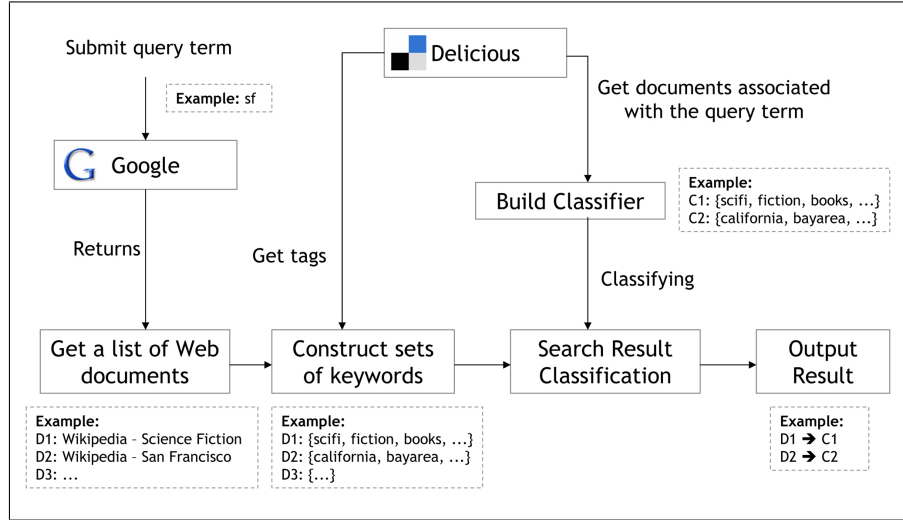 Submit query term
Example: sf
G Google
Returns
Delicious
Get tags
Get documents associated
with the query term
Build Classifier
Example:
C1: {scifi, fiction, books, ...}
C2: {california, bayarea, ...}
Classifying
Get a list of Web
documents
Construct sets
of keywords
Search Result
Classification
Output
Result
Example:
D1: Wikipedia – Science Fiction
D2: Wikipedia – San Francisco
D3: ...
Example:
D1: {scifi, fiction, books, ...}
D2: {california, bayarea, ...}
D3: {...}
Example:
D1 ➔ C1
D2 ➔ C2